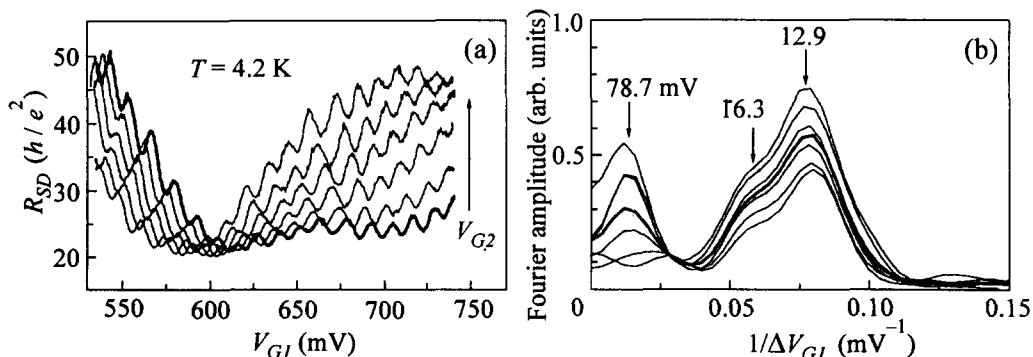 (a)
T = 4.2 K
R_SD (h / e²)
50
40
30
20
V_G2
550 600 650 700 750
V_G1 (mV)
(b)
Fourier amplitude (arb. units)
1.0
0.5
0
78.7 mV
16.3
12.9
0 0.05 0.10 0.15
1/ΔV_G1 (mV⁻¹)